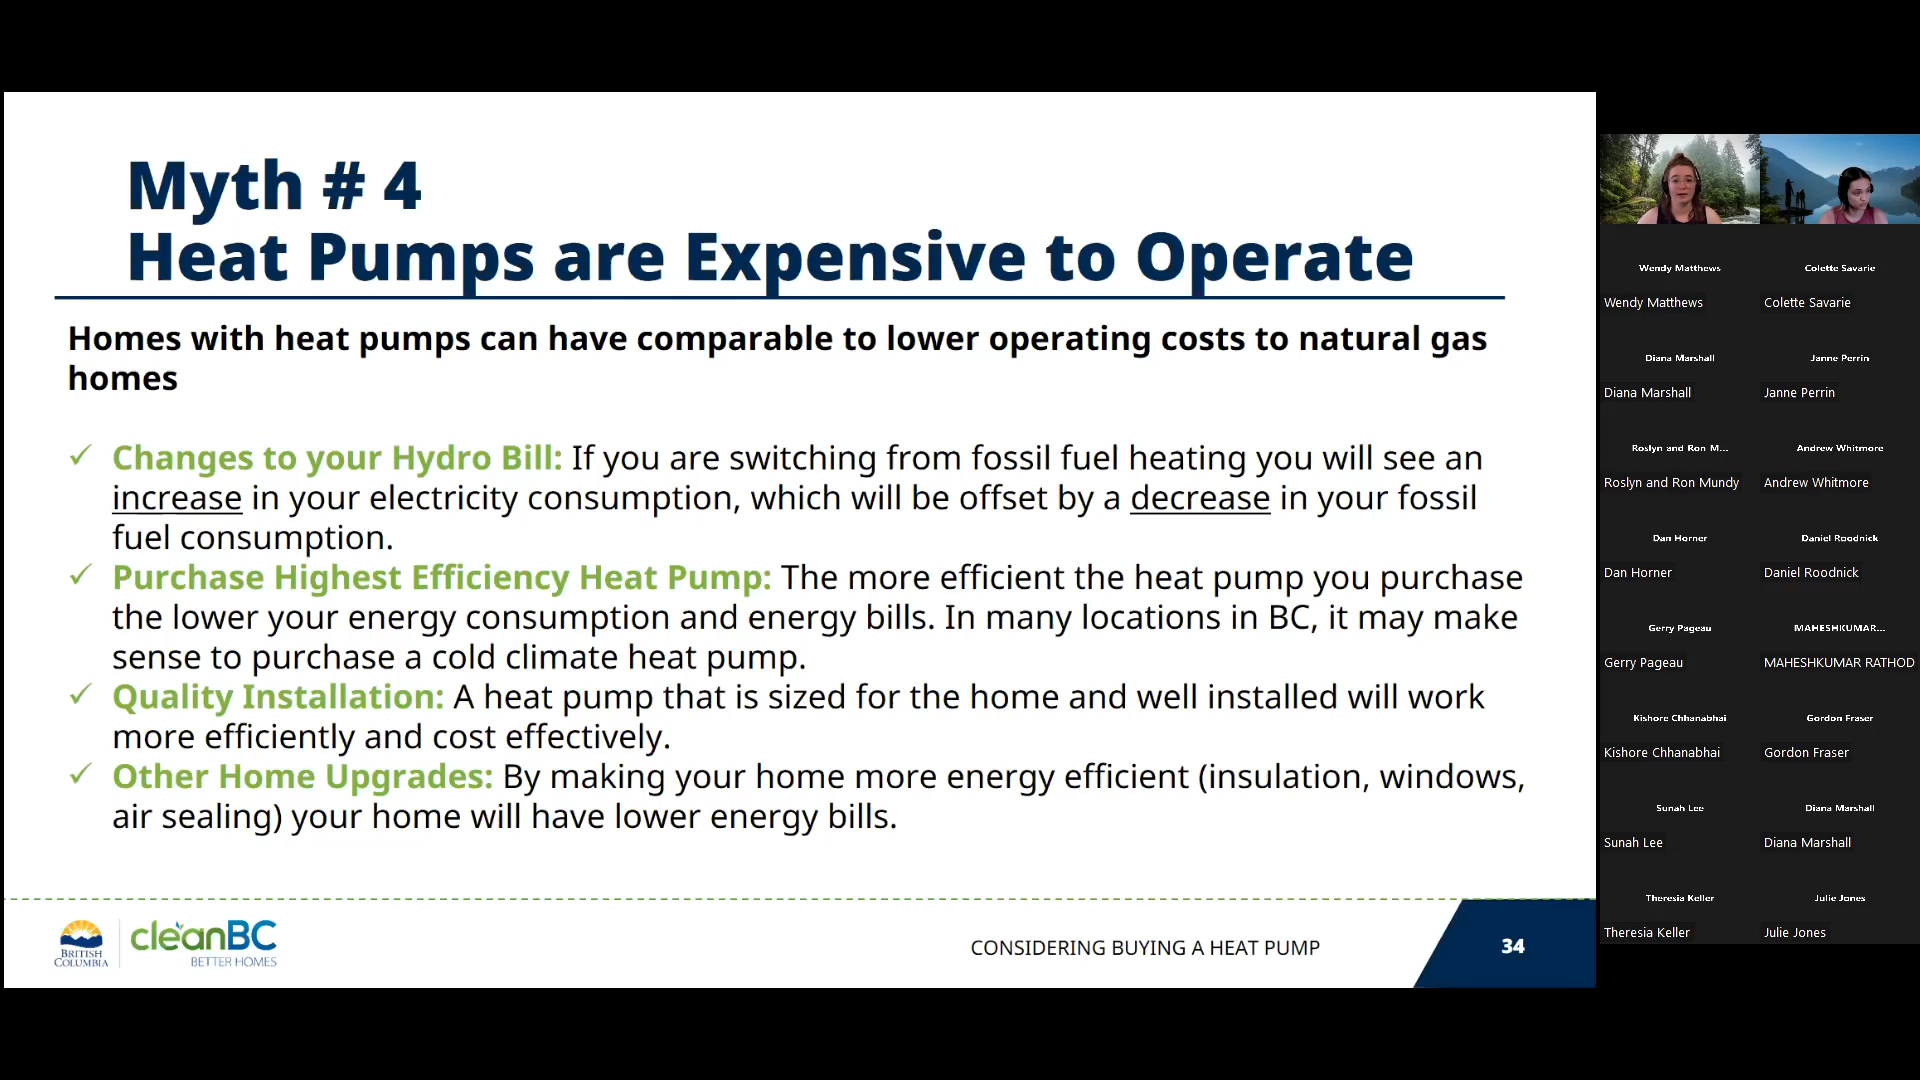 Myth # 4
Heat Pumps are Expensive to Operate
Homes with heat pumps can have comparable to lower operating costs to natural gas
homes
✓ Changes to your Hydro Bill: If you are switching from fossil fuel heating you will see an
increase in your electricity consumption, which will be offset by a decrease in your fossil
fuel consumption.
✓ Purchase Highest Efficiency Heat Pump: The more efficient the heat pump you purchase
the lower your energy consumption and energy bills. In many locations in BC, it may make
sense to purchase a cold climate heat pump.
✓ Quality Installation: A heat pump that is sized for the home and well installed will work
more efficiently and cost effectively.
✓ Other Home Upgrades: By making your home more energy efficient (insulation, windows,
air sealing) your home will have lower energy bills.
BRITISH
COLUMBIA
cleanBC
BETTER HOMES
CONSIDERING BUYING A HEAT PUMP
34
Wendy Matthews
Wendy Matthews
Colette Savarie
Colette Savarie
Diana Marshall
Diana Marshall
Janne Perrin
Janne Perrin
Roslyn and Ron M...
Roslyn and Ron Mundy
Andrew Whitmore
Andrew Whitmore
Dan Horner
Dan Horner
Daniel Roodnick
Daniel Roodnick
Gerry Pageau
Gerry Pageau
MAHESHKUMAR...
MAHESHKUMAR RATHOD
Kishore Chhanabhai
Kishore Chhanabhai
Gordon Fraser
Gordon Fraser
Sunah Lee
Sunah Lee
Diana Marshall
Diana Marshall
Theresia Keller
Theresia Keller
Julie Jones
Julie Jones